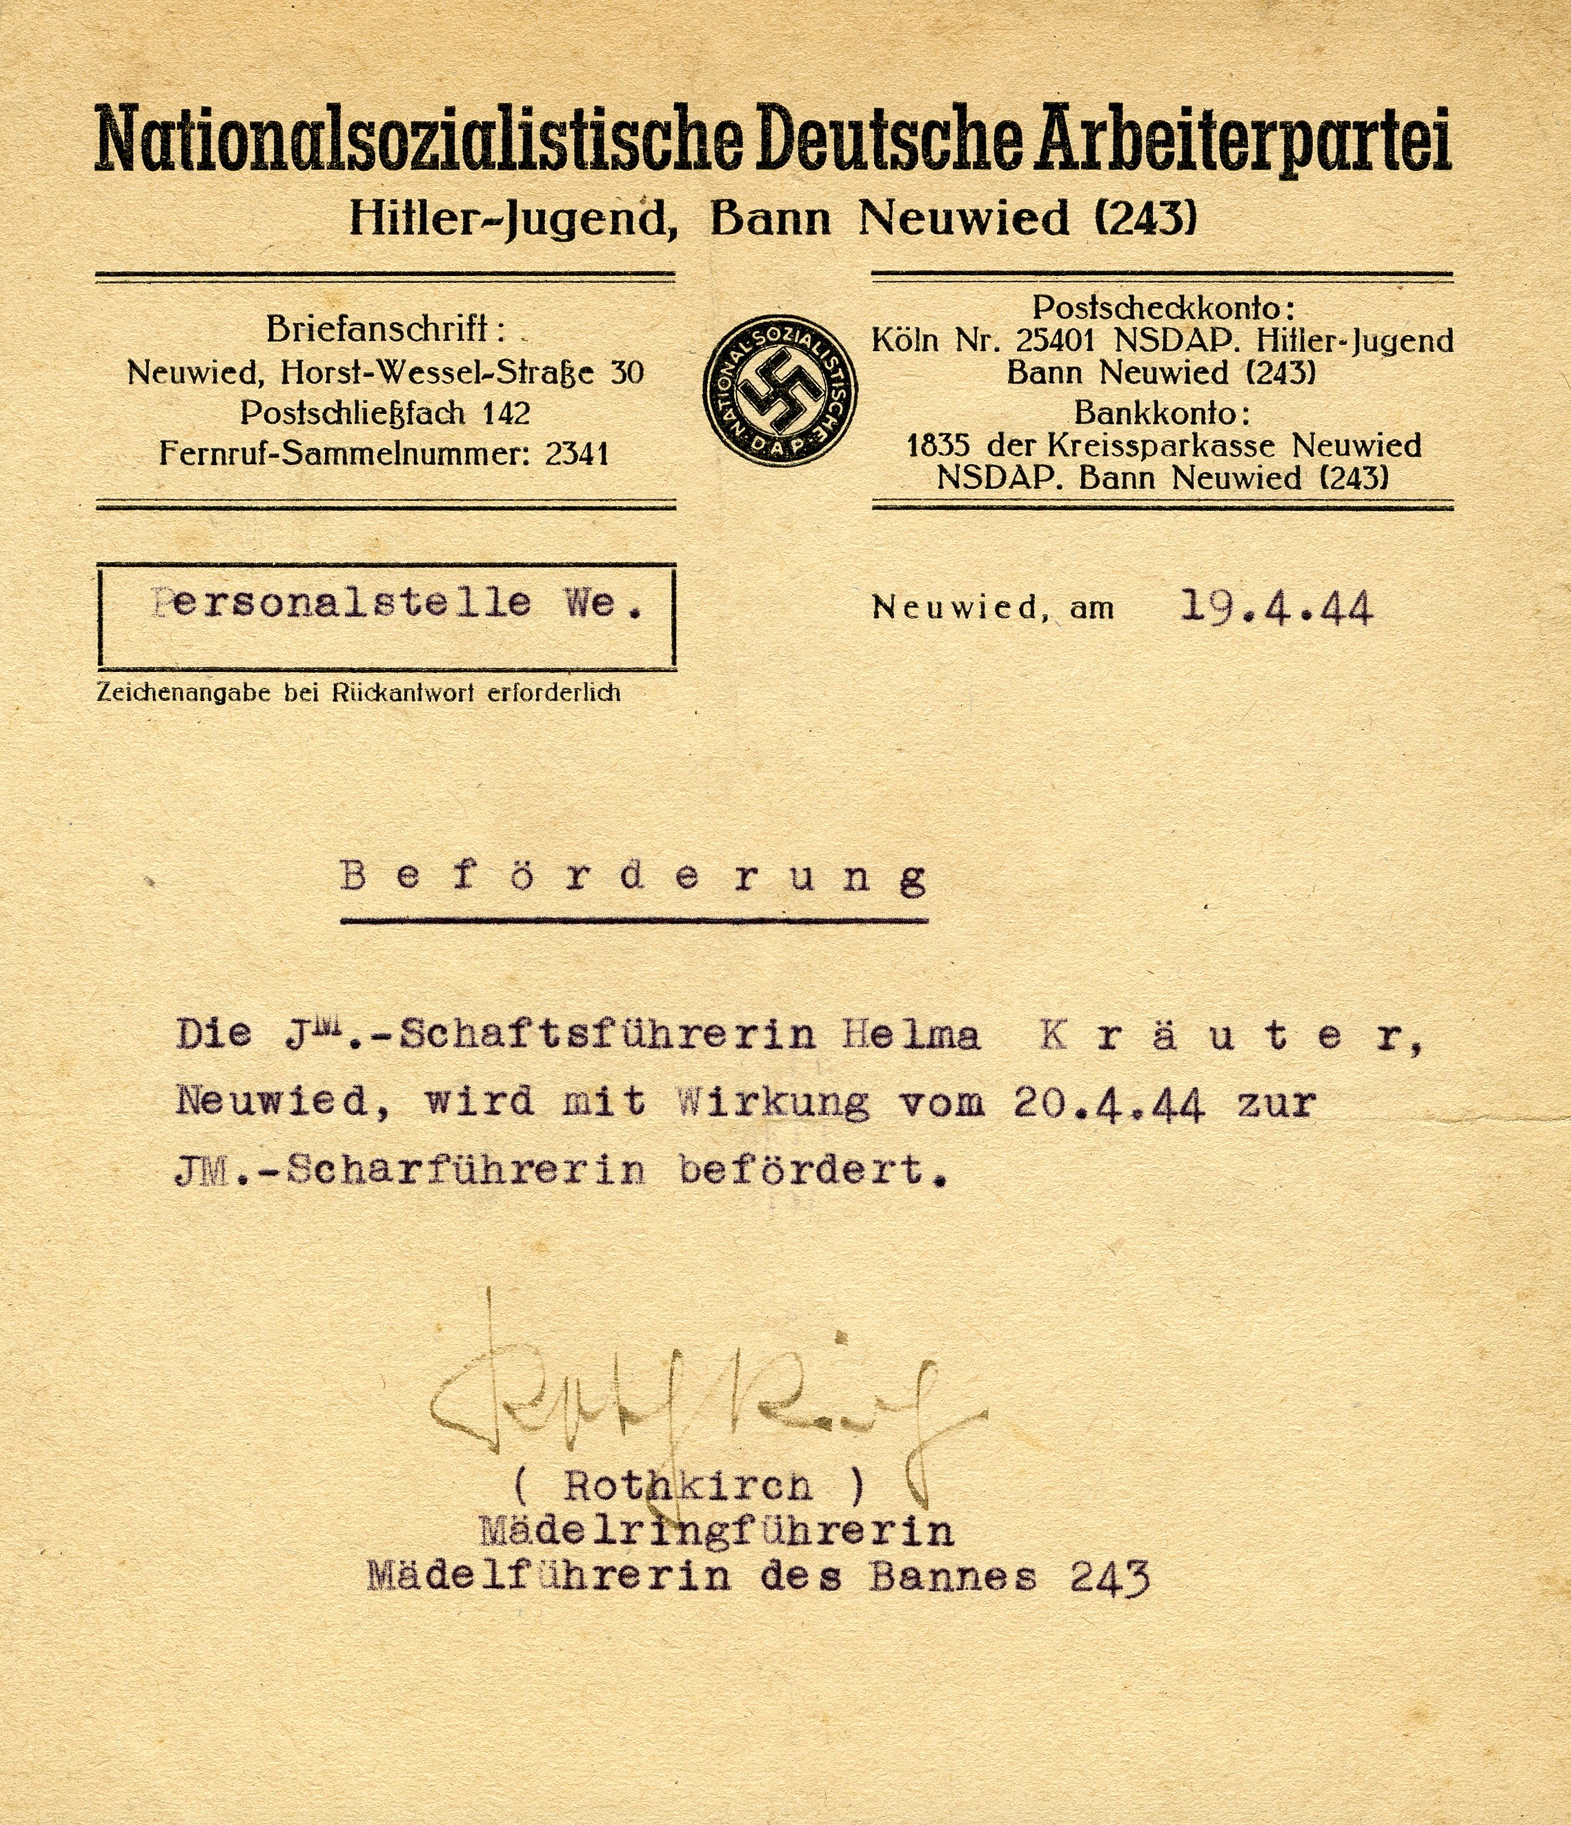 Nationalsozialistische Deutsche Arbeiterpartei
Hitler-Jugend, Bann Neuwied (243)
Briefanschrift:
Neuwied, Horst-Wessel-Straße 30
Postschließfach 142
Fernruf-Sammelnummer: 2341
NATIONAL-SOZIALISTISCHE
D·A·P
Postscheckkonto:
Köln Nr. 25401 NSDAP. Hitler-Jugend
Bann Neuwied (243)
Bankkonto:
1835 der Kreissparkasse Neuwied
NSDAP. Bann Neuwied (243)
Personalstelle We.
Zeichenangabe bei Rückantwort erforderlich
Neuwied, am 19.4.44
B e f ö r d e r u n g
Die JM.-Schaftsführerin Helma K r ä u t e r,
Neuwied, wird mit Wirkung vom 20.4.44 zur
JM.-Scharführerin befördert.
( Rothkirch )
Mädelringführerin
Mädelführerin des Bannes 243